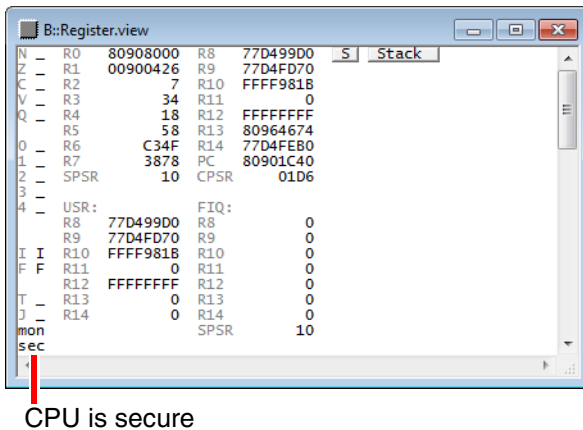 B::Register.view
N _ R0 80908000 R8 77D499D0 S Stack
Z _ R1 00900426 R9 77D4FD70
C _ R2 7 R10 FFFF981B
V _ R3 34 R11 0
Q _ R4 18 R12 FFFFFFFF
R5 58 R13 80964674
0 _ R6 C34F R14 77D4FEB0
1 _ R7 3878 PC 80901C40
2 _ SPSR 10 CPSR 01D6
3 _
4 _ USR: FIQ:
R8 77D499D0 R8 0
R9 77D4FD70 R9 0
I I R10 FFFF981B R10 0
F F R11 0 R11 0
R12 FFFFFFFF R12 0
T _ R13 0 R13 0
J _ R14 0 R14 0
mon SPSR 10
sec
CPU is secure